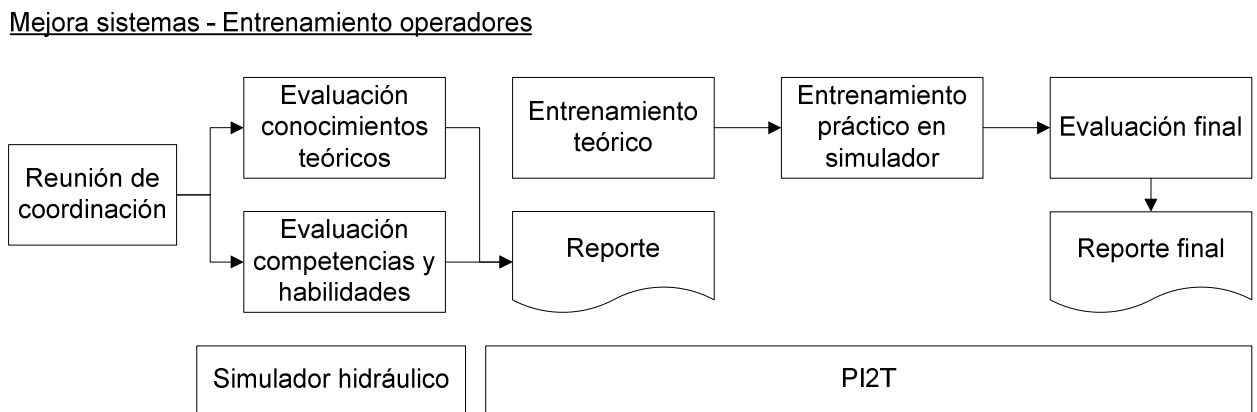 Mejora sistemas - Entrenamiento operadores
Reunión de
coordinación
Evaluación
conocimientos
teóricos
Evaluación
competencias y
habilidades
Entrenamiento
teórico
Reporte
Entrenamiento
práctico en
simulador
Evaluación final
Reporte final
Simulador hidráulico
PI2T